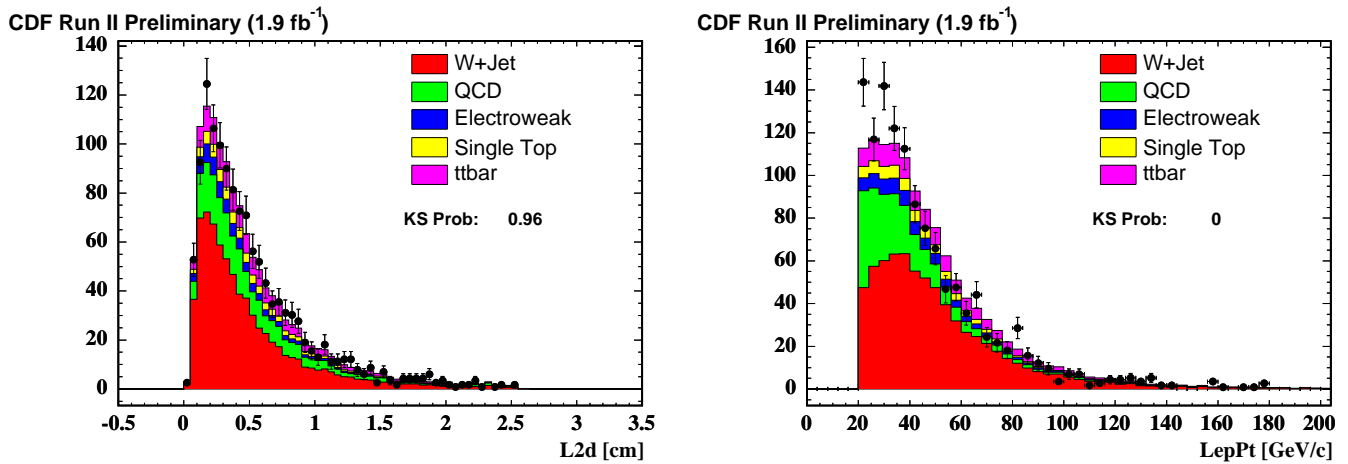 CDF Run II Preliminary (1.9 fb-1)
140
120
100
80
60
40
20
0
W+Jet
QCD
Electroweak
Single Top
ttbar
KS Prob: 0.96
-0.5 0 0.5 1 1.5 2 2.5 3 3.5
L2d [cm]
CDF Run II Preliminary (1.9 fb-1)
160
140
120
100
80
60
40
20
0
W+Jet
QCD
Electroweak
Single Top
ttbar
KS Prob: 0
0 20 40 60 80 100 120 140 160 180 200
LepPt [GeV/c]